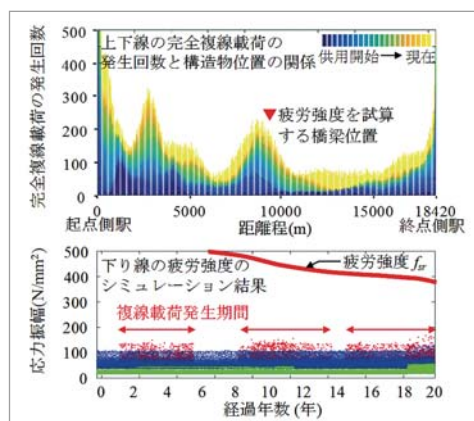 上下線の完全複線載荷の
発生回数と構造物位置の関係
供用開始 → 現在
疲労強度を試算
する橋梁位置
完全複線載荷の発生回数
500
400
300
200
100
0
5000
10000
15000
18420
起点側駅
距離程(m)
終点側駅
下り線の疲労強度の
シミュレーション結果
疲労強度 fsr
複線載荷発生期間
応力振幅(N/mm²)
500
400
300
200
100
0
0 2 4 6 8 10 12 14 16 18 20
経過年数 (年)